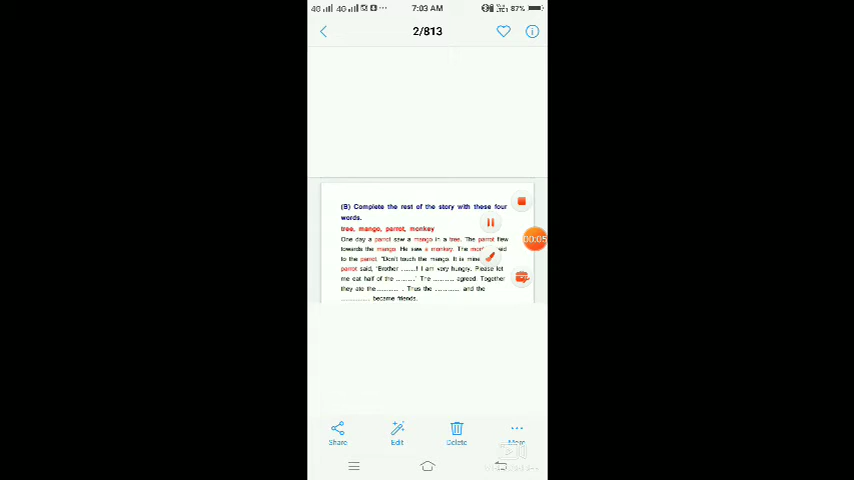 4G 4G 7:03 AM 87%
2/813
(B) Complete the rest of the story with these four
words.
tree, mango, parrot, monkey
One day a parrot saw a mango in a tree. The parrot flew
towards the mango. He saw a monkey. The
to the parrot. "Don't touch the mango. It is mine
parrot said, 'Brother .......! I am very hungry. Please let
me eat half of the .........' The .......... agreed. Together
they ate the.......... . Thus the ........... and the
............. became friends.
00:05
Share Edit Delete More